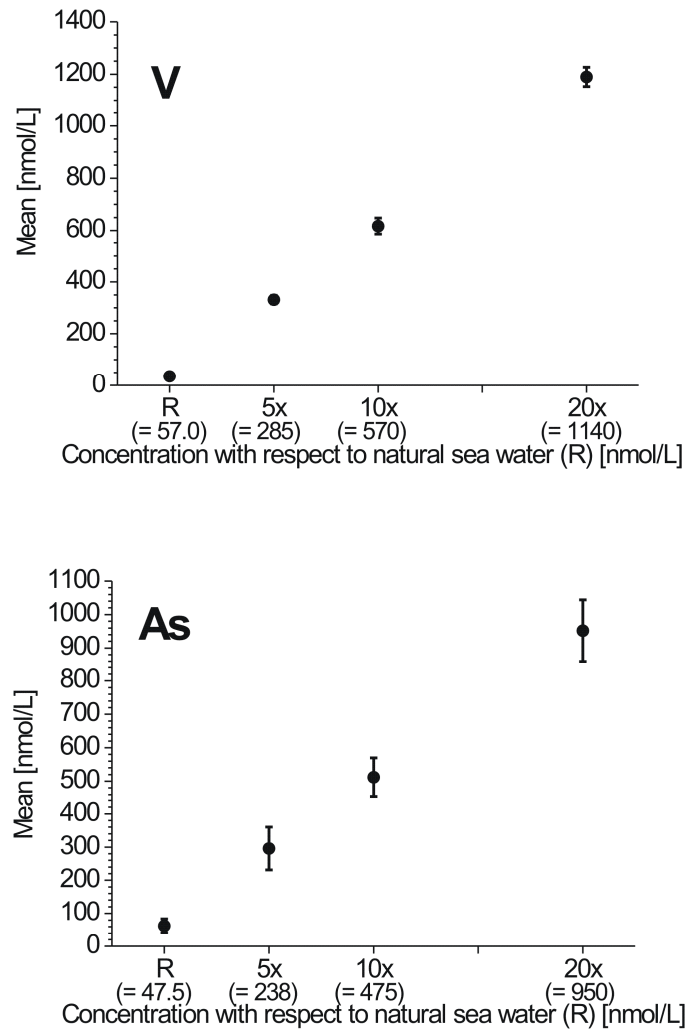 1400
1200
V
1000
800
600
400
200
0
Mean [nmol/L]
R 5x 10x 20x
(= 57.0) (= 285) (= 570) (= 1140)
Concentration with respect to natural sea water (R) [nmol/L]
1100
1000
As
900
800
700
600
500
400
300
200
100
0
Mean [nmol/L]
R 5x 10x 20x
(= 47.5) (= 238) (= 475) (= 950)
Concentration with respect to natural sea water (R) [nmol/L]